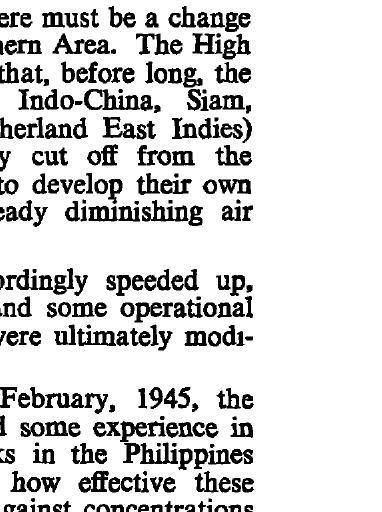 ere must be a change
ern Area. The High
that, before long, the
Indo-China, Siam,
herland East Indies)
y cut off from the
to develop their own
eady diminishing air
ordingly speeded up,
and some operational
were ultimately modi-
February, 1945, the
d some experience in
ks in the Philippines
how effective these
gainst concentrations